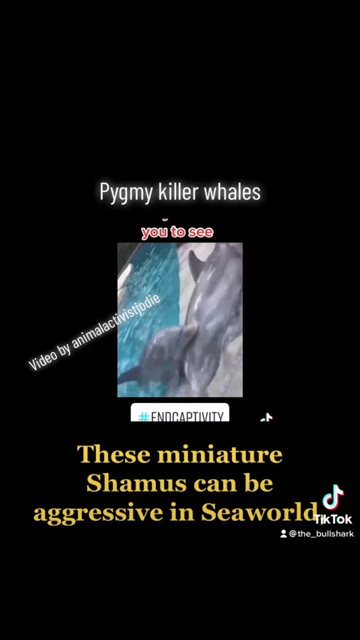 Pygmy killer whales
you to see
Video by animalactivistjodie
#ENDCAPTIVITY
These miniature
Shamus can be
aggressive in Seaworld
TikTok
@the_bullshark